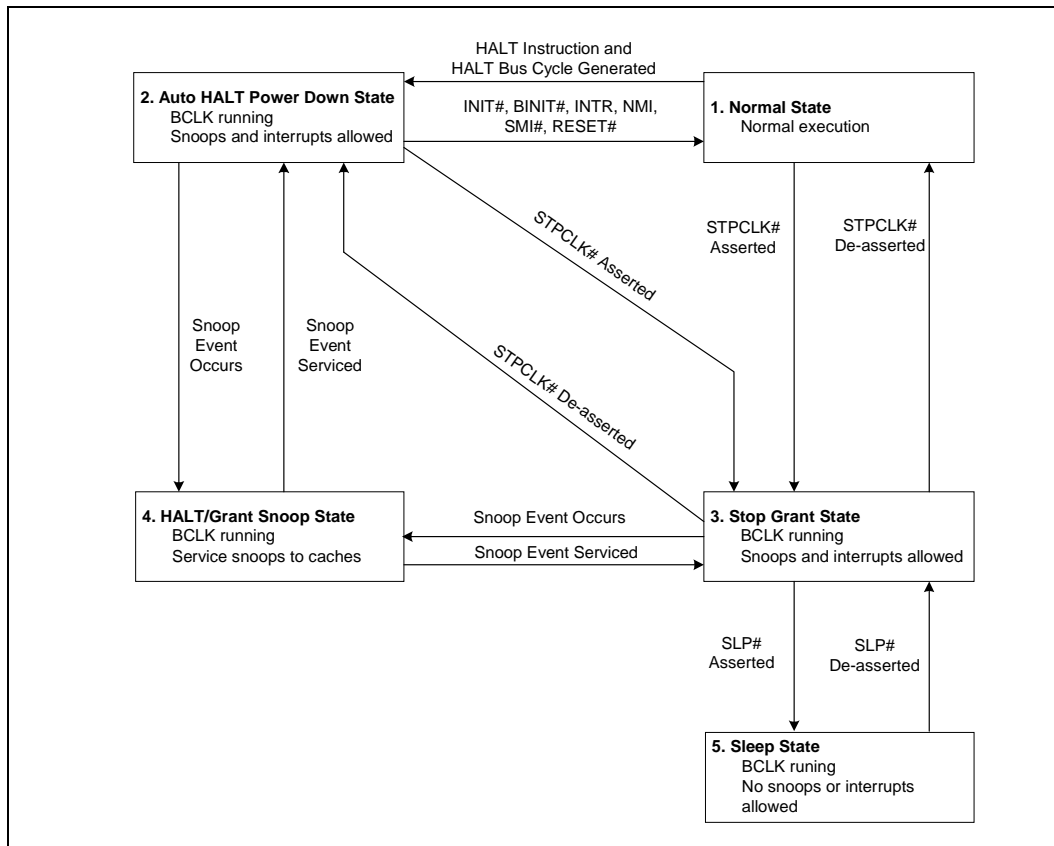 HALT Instruction and
HALT Bus Cycle Generated
2. Auto HALT Power Down State
BCLK running
Snoops and interrupts allowed
INIT#, BINIT#, INTR, NMI,
SMI#, RESET#
1. Normal State
Normal execution
STPCLK# Asserted
STPCLK#
Asserted
STPCLK#
De-asserted
Snoop
Event
Occurs
Snoop
Event
Serviced
STPCLK# De-asserted
4. HALT/Grant Snoop State
BCLK running
Service snoops to caches
Snoop Event Occurs
Snoop Event Serviced
3. Stop Grant State
BCLK running
Snoops and interrupts allowed
SLP#
Asserted
SLP#
De-asserted
5. Sleep State
BCLK runing
No snoops or interrupts
allowed